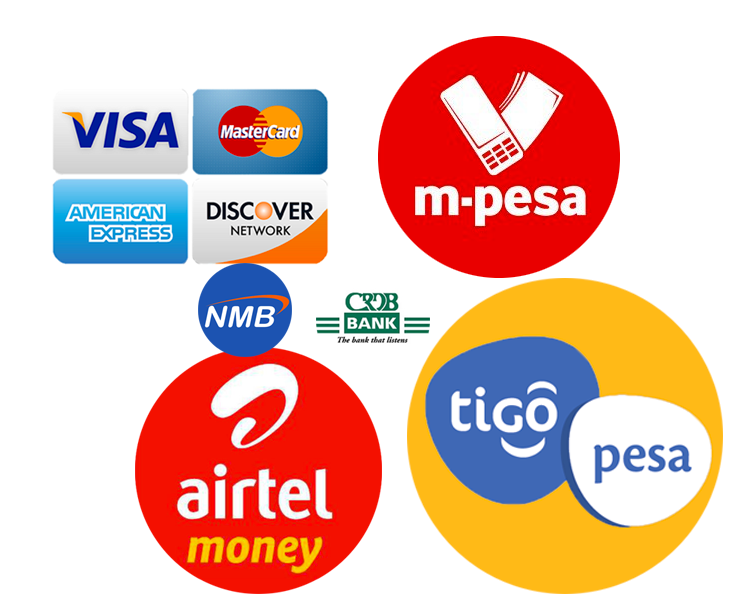 VISA
MasterCard
AMERICAN
EXPRESS
DISCOVER
NETWORK
m-pesa
NMB
CRDB
BANK
The bank that listens
airtel
money
tigo
pesa